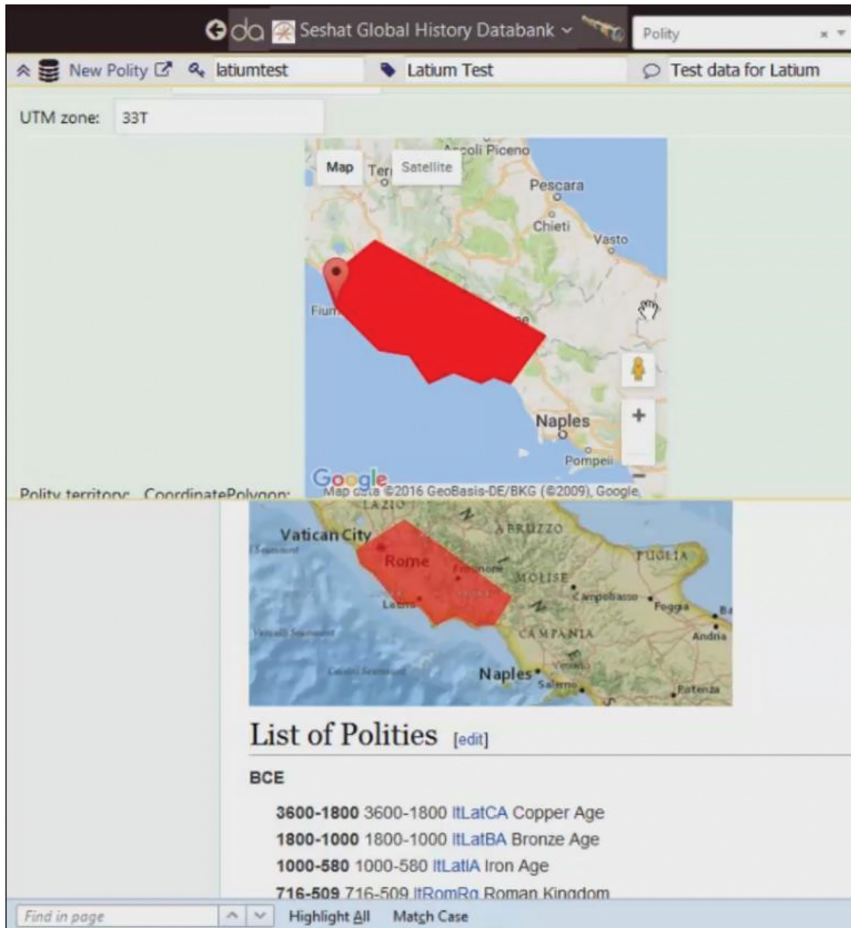 da Seshat Global History Databank Polity
New Polity latiumtest Latium Test Test data for Latium
UTM zone: 33T
Map Satellite
Ascoli Piceno
Pescara
Chieti
Vasto
Naples
Pompeii
Google
Map data ©2016 GeoBasis-DE/BKG (©2009), Google
Polity territory: CoordinatePolygon:
LAZIO
ABRUZZO
Vatican City
PUGLIA
Rome
MOLISE
Campobasso
Foggia
CAMPANIA
Andria
Naples
Salerno
Potenza
List of Polities [edit]
BCE
3600-1800 3600-1800 ItLatCA Copper Age
1800-1000 1800-1000 ItLatBA Bronze Age
1000-580 1000-580 ItLatIA Iron Age
716-509 716-509 ItRomRg Roman Kingdom
Find in page Highlight All Match Case